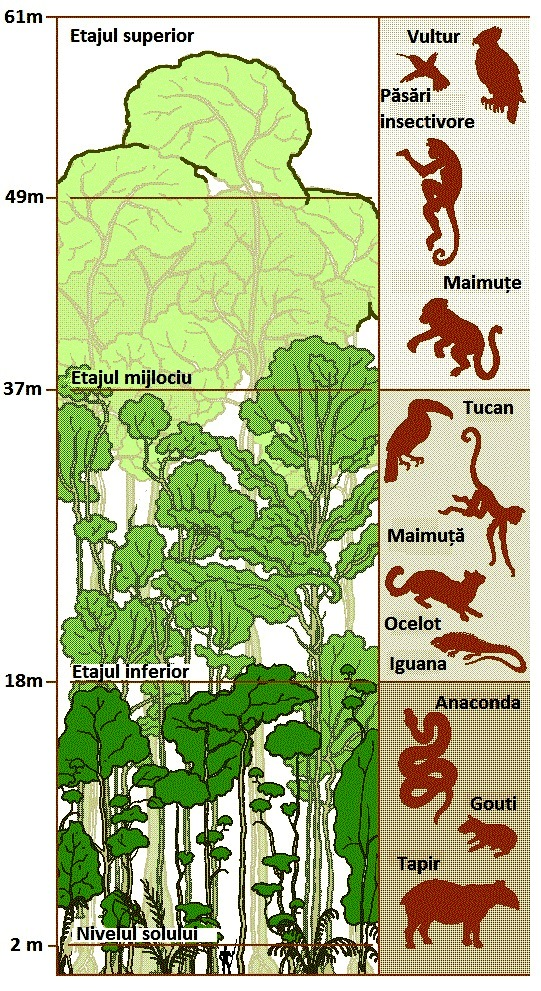 61m
Etajul superior
Vultur
Păsări
insectivore
49m
Maimuțe
Etajul mijlociu
37m
Tucan
Maimuță
Ocelot
Iguana
Etajul inferior
18m
Anaconda
Gouti
Tapir
Nivelul solului
2 m